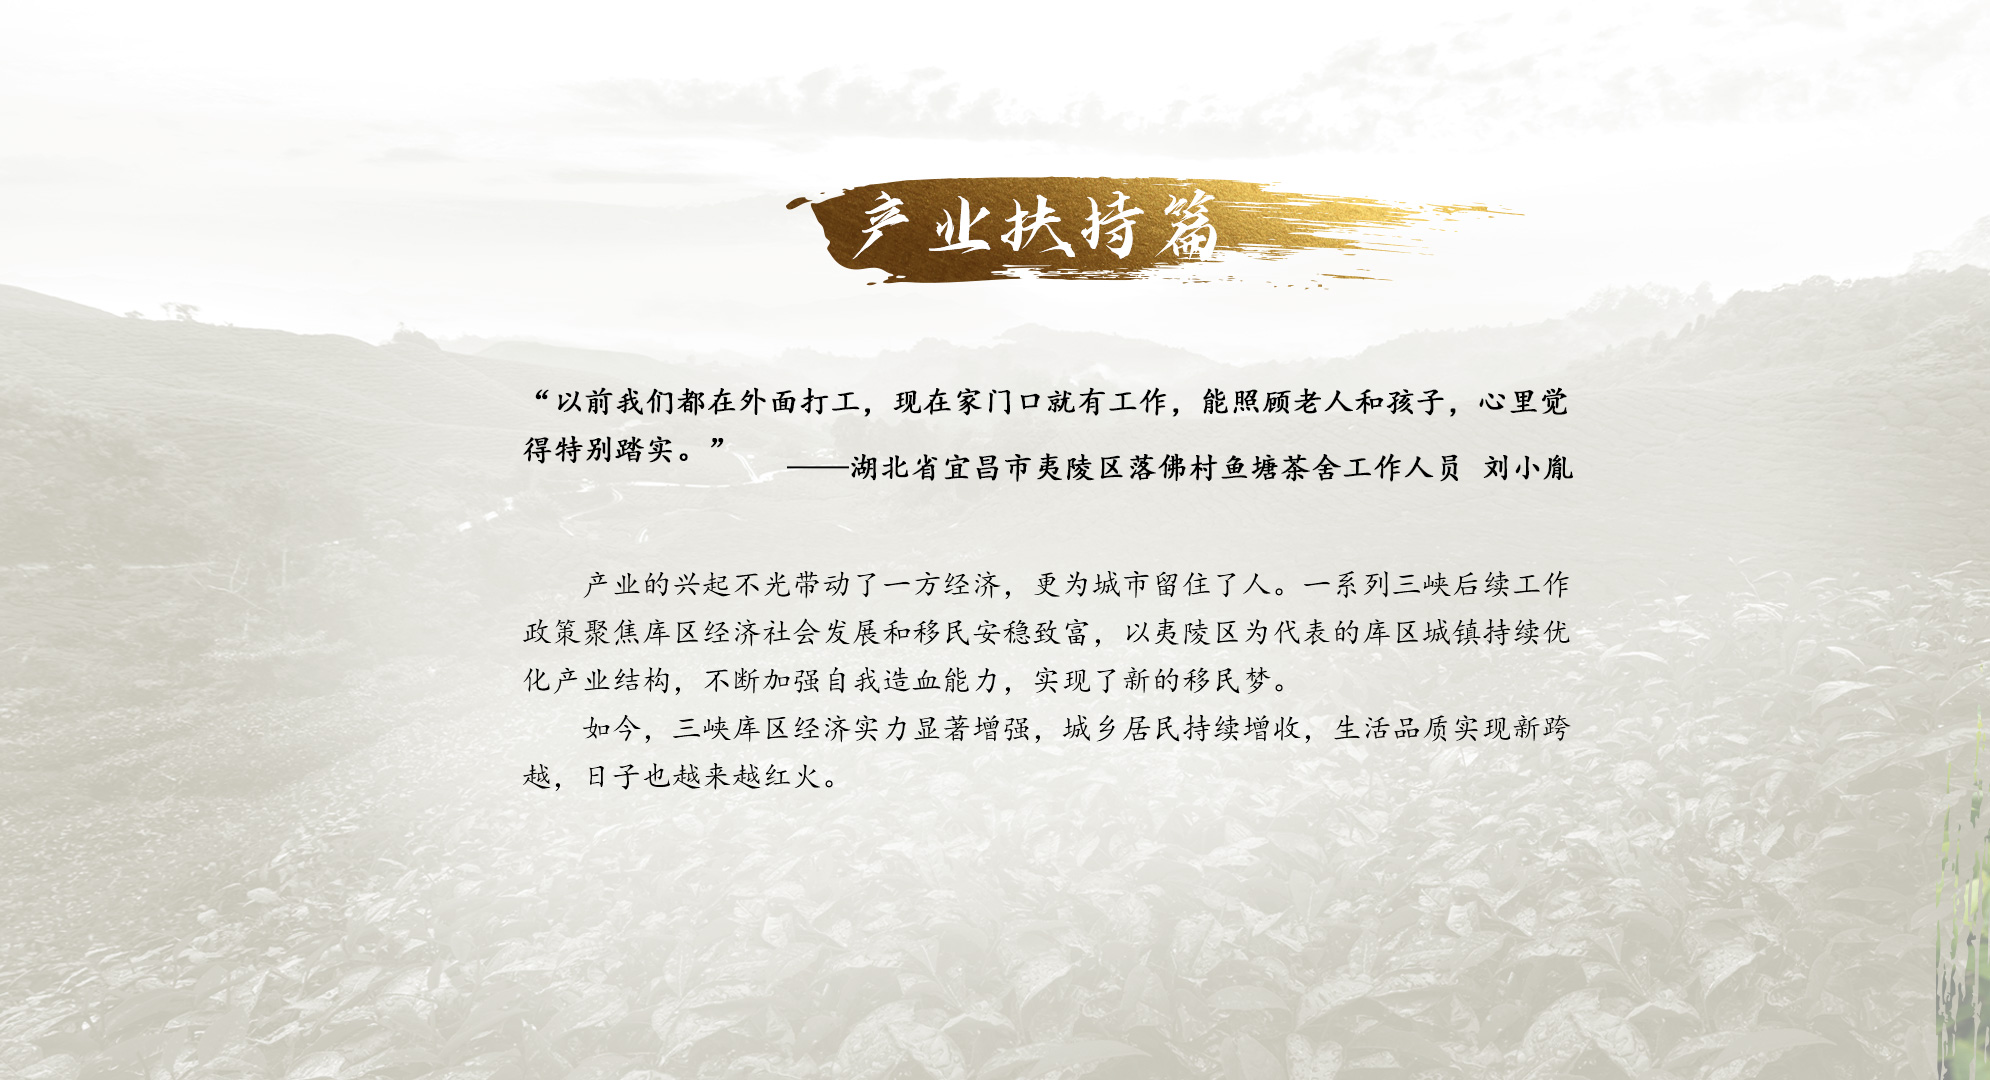 产业扶持篇
“以前我们都在外面打工，现在家门口就有工作，能照顾老人和孩子，心里觉
得特别踏实。”
——湖北省宜昌市夷陵区落佛村鱼塘茶舍工作人员 刘小胤
产业的兴起不光带动了一方经济，更为城市留住了人。一系列三峡后续工作
政策聚焦库区经济社会发展和移民安稳致富，以夷陵区为代表的库区城镇持续优
化产业结构，不断加强自我造血能力，实现了新的移民梦。
如今，三峡库区经济实力显著增强，城乡居民持续增收，生活品质实现新跨
越，日子也越来越红火。